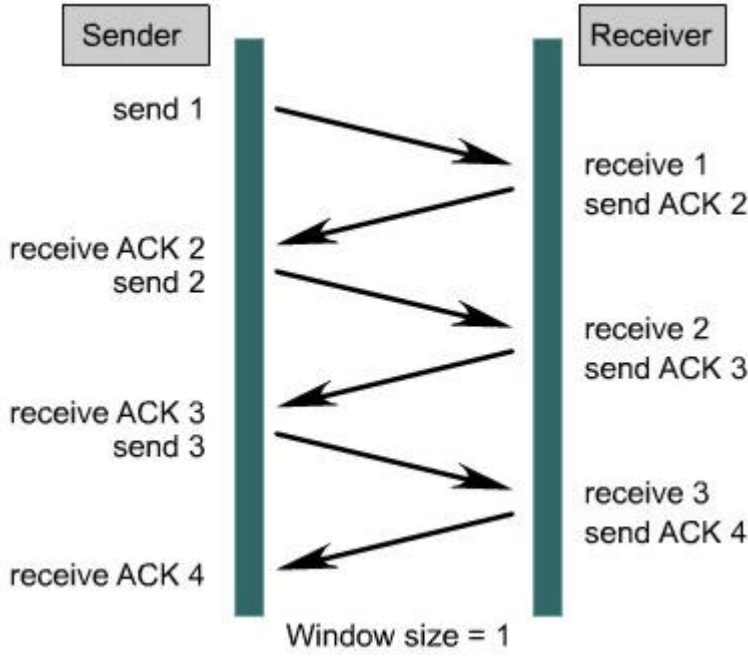 Sender
Receiver
send 1
receive 1
send ACK 2
receive ACK 2
send 2
receive 2
send ACK 3
receive ACK 3
send 3
receive 3
send ACK 4
receive ACK 4
Window size = 1